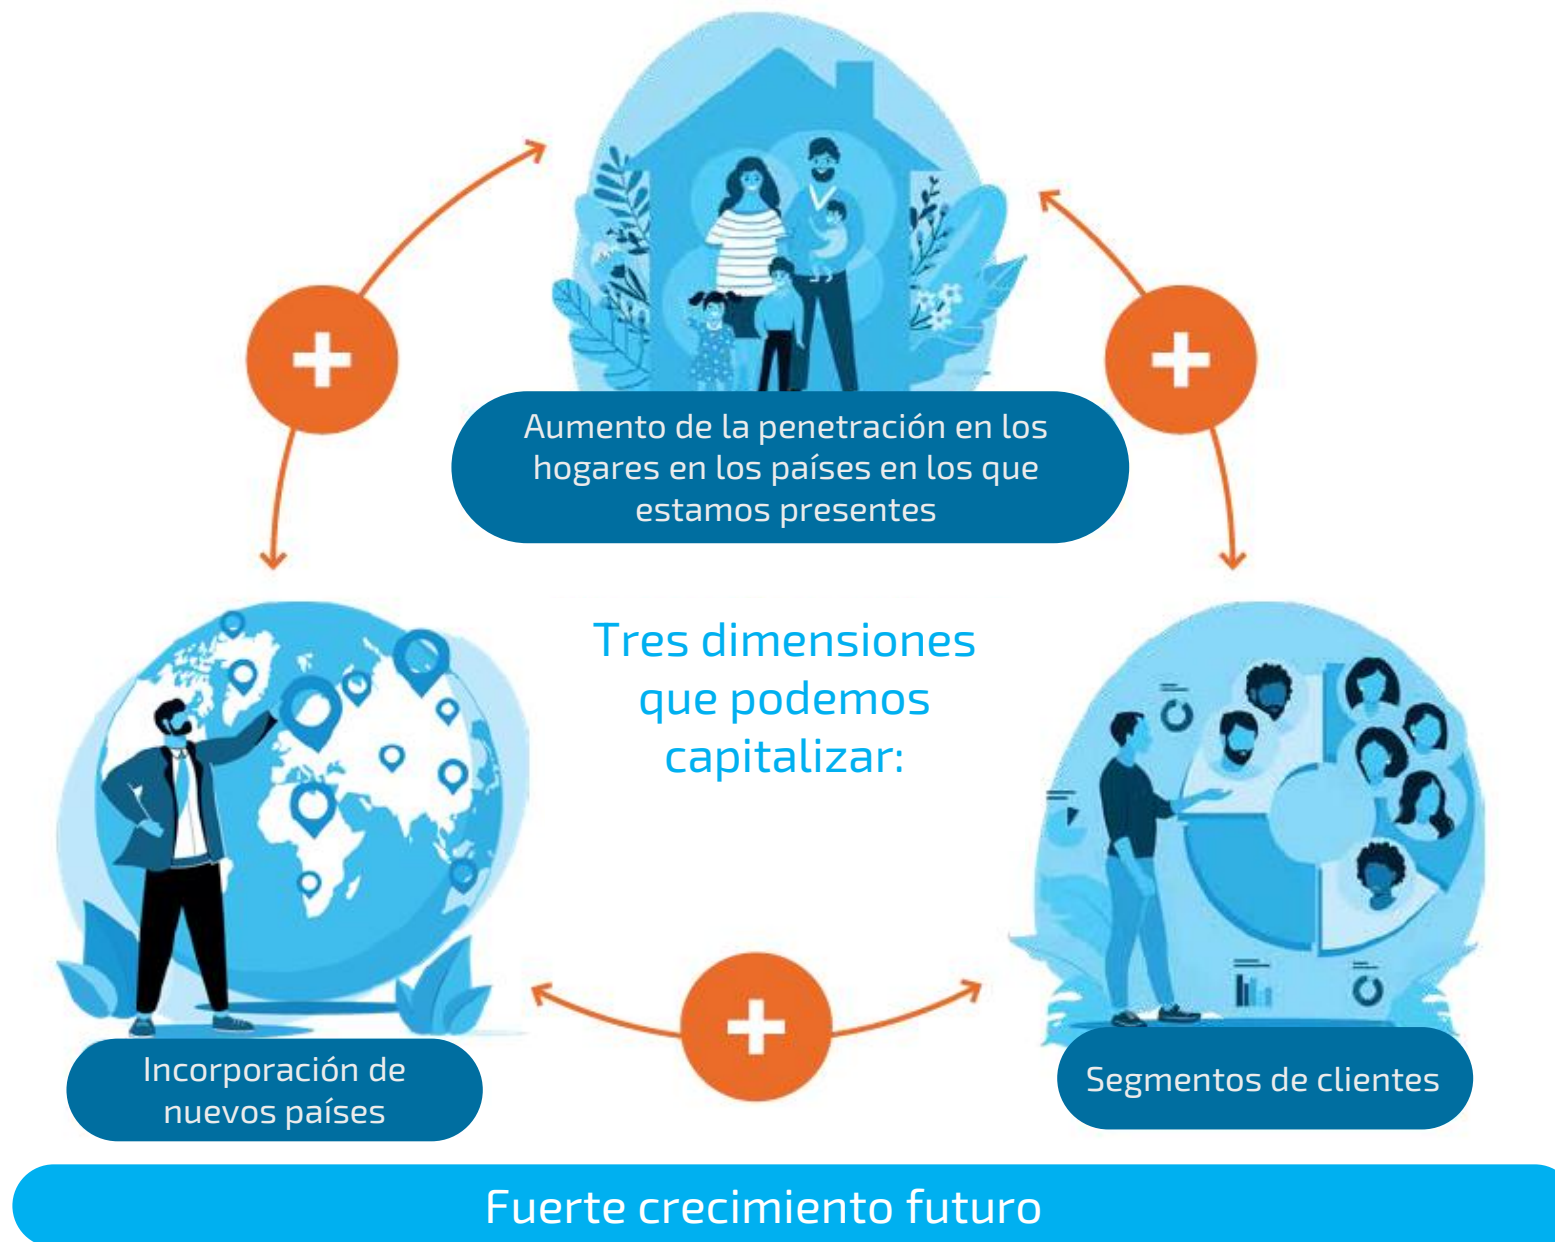 Aumento de la penetración en los
hogares en los países en los que
estamos presentes
Tres dimensiones
que podemos
capitalizar:
Incorporación de
nuevos países
Segmentos de clientes
Fuerte crecimiento futuro